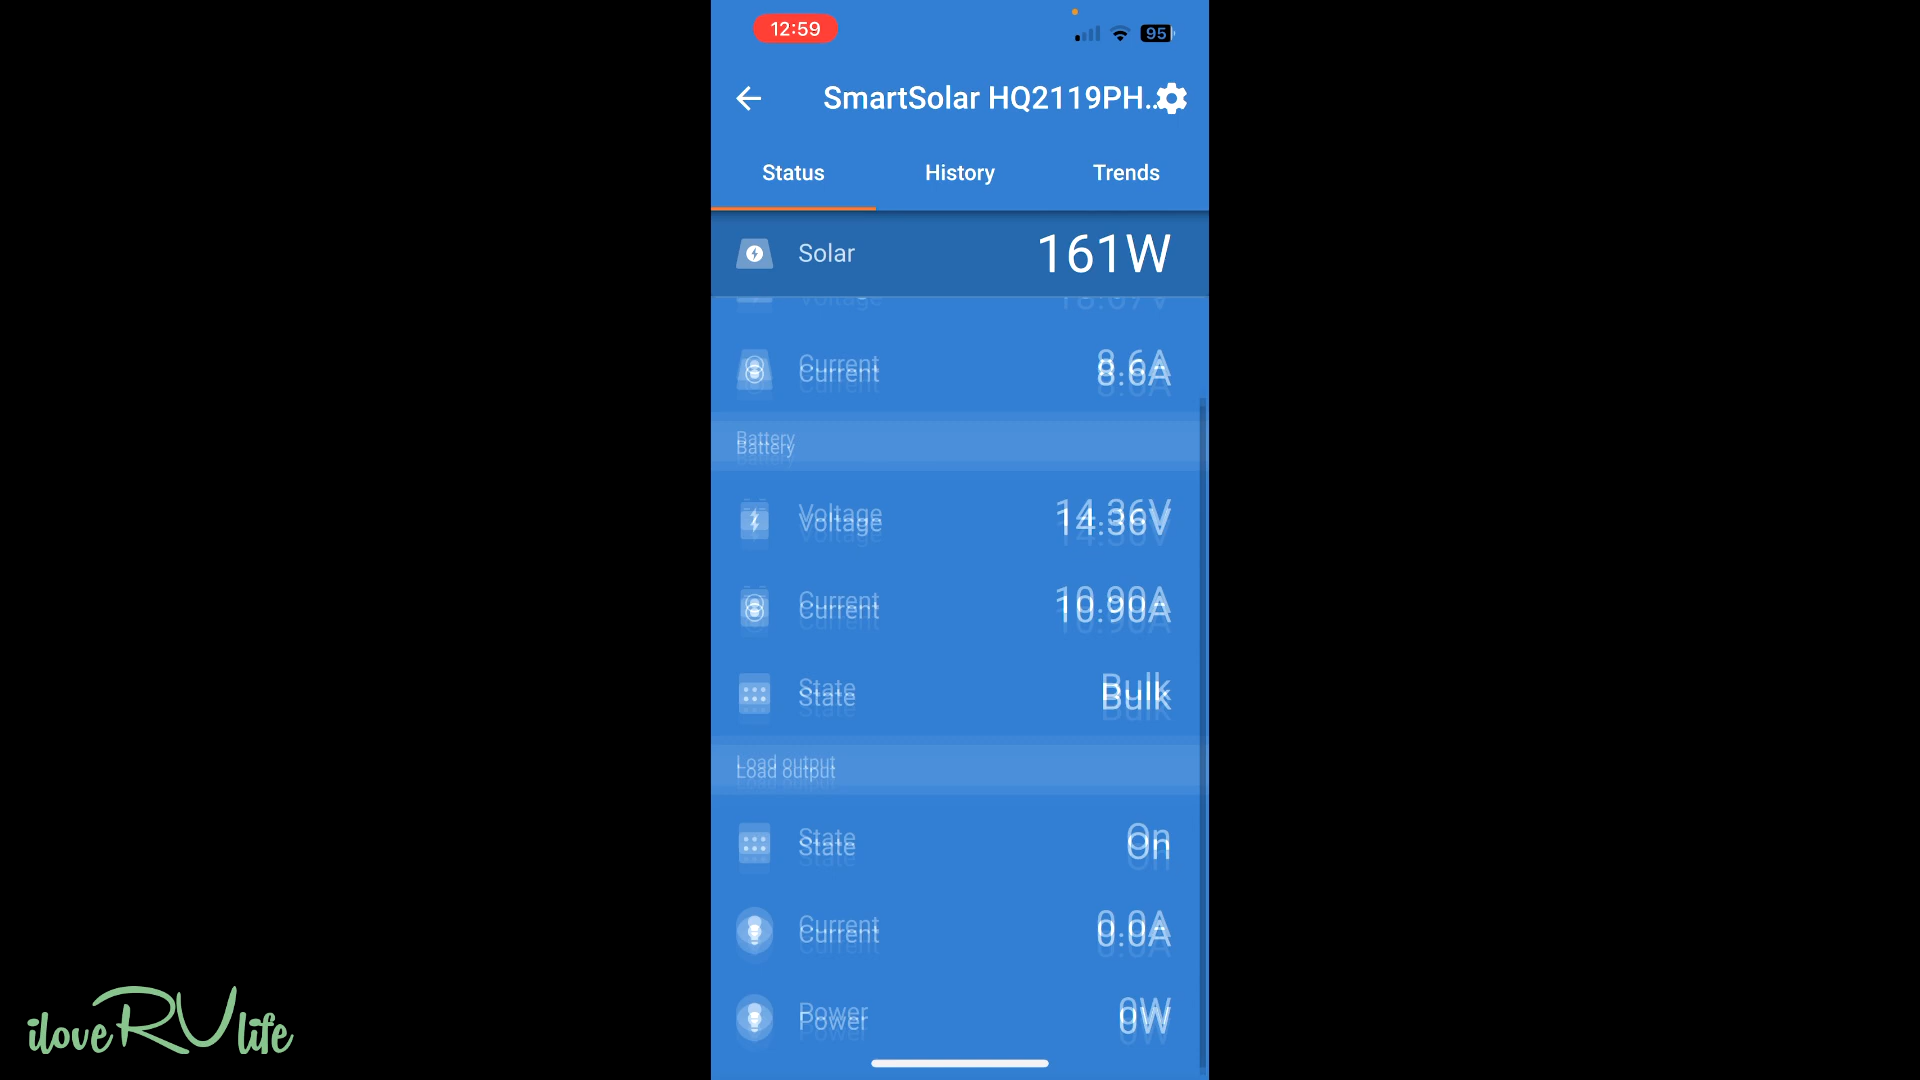 12:59
95
SmartSolar HQ2119PH..
Status History Trends
Solar 161W
Voltage
Current 8.6A
Battery
Voltage 14.36V
Current 10.90A
State Bulk
Load output
State On
Current 0.0A
Power 0W
iloveRVlife